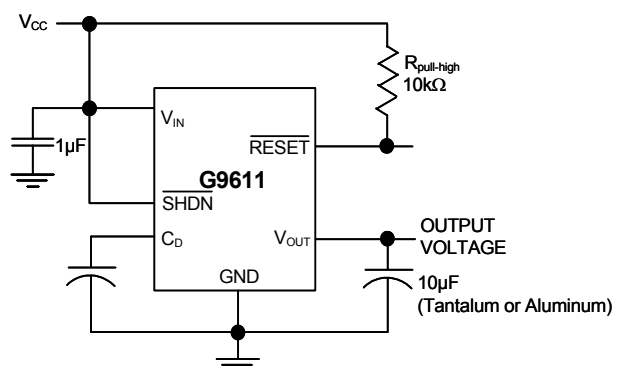 VCC
Rpull-high
10kΩ
1µF
VIN
RESET
G9611
SHDN
CD
VOUT
OUTPUT
VOLTAGE
GND
10µF
(Tantalum or Aluminum)